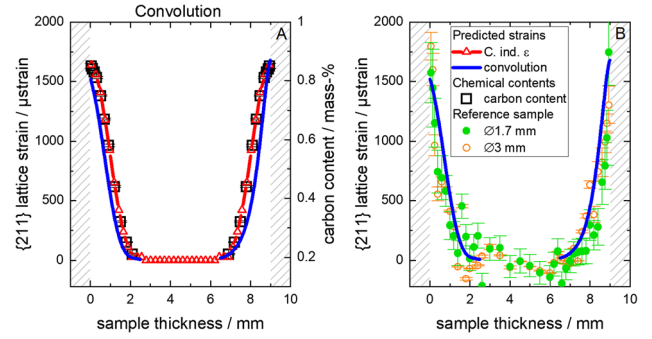 Convolution
A
2000
1500
1000
500
0
{211} lattice strain / µstrain
1
0.8
0.6
0.4
0.2
carbon content / mass-%
0 2 4 6 8 10
sample thickness / mm
B
2000
1500
1000
500
0
{211} lattice strain / µstrain
Predicted strains
C. ind. ε
convolution
Chemical contents
carbon content
Reference sample
∅1.7 mm
∅3 mm
0 2 4 6 8 10
sample thickness / mm